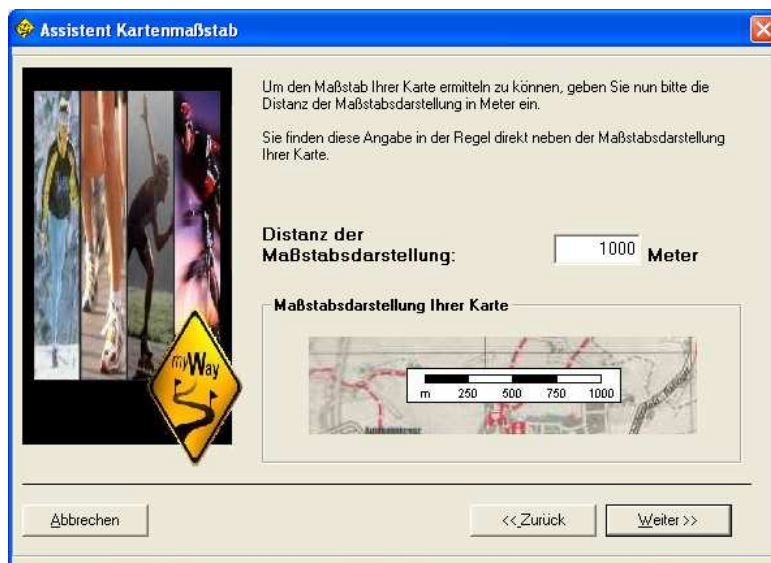 Assistent Kartenmaßstab
Um den Maßstab Ihrer Karte ermitteln zu können, geben Sie nun bitte die
Distanz der Maßstabsdarstellung in Meter ein.
Sie finden diese Angabe in der Regel direkt neben der Maßstabsdarstellung
Ihrer Karte.
Distanz der
Maßstabsdarstellung:
1000 Meter
myWay
Maßstabsdarstellung Ihrer Karte
m 250 500 750 1000
Abbrechen
<< Zurück
Weiter >>